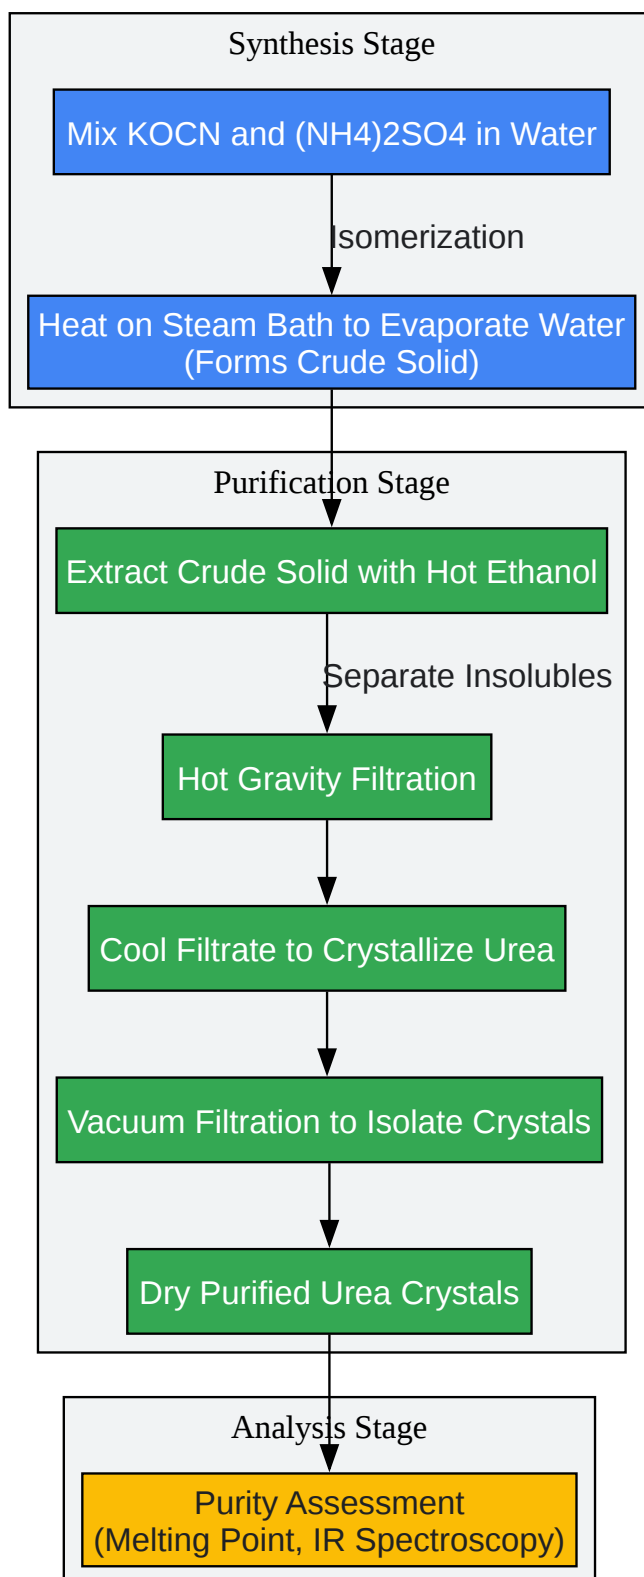 Synthesis Stage
Mix KOCN and (NH4)2SO4 in Water
Isomerization
Heat on Steam Bath to Evaporate Water
(Forms Crude Solid)
Purification Stage
Extract Crude Solid with Hot Ethanol
Separate Insolubles
Hot Gravity Filtration
Cool Filtrate to Crystallize Urea
Vacuum Filtration to Isolate Crystals
Dry Purified Urea Crystals
Analysis Stage
Purity Assessment
(Melting Point, IR Spectroscopy)